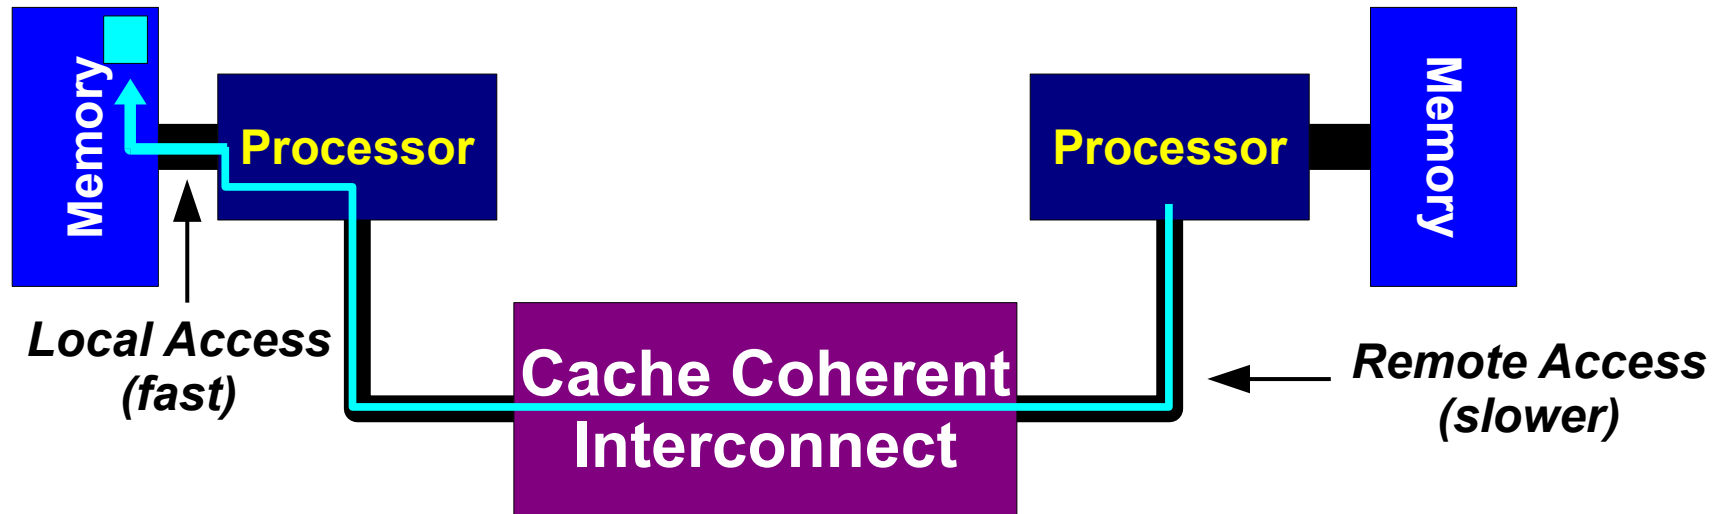 Memory
Processor
Processor
Memory
Local Access
(fast)
Cache Coherent
Interconnect
Remote Access
(slower)